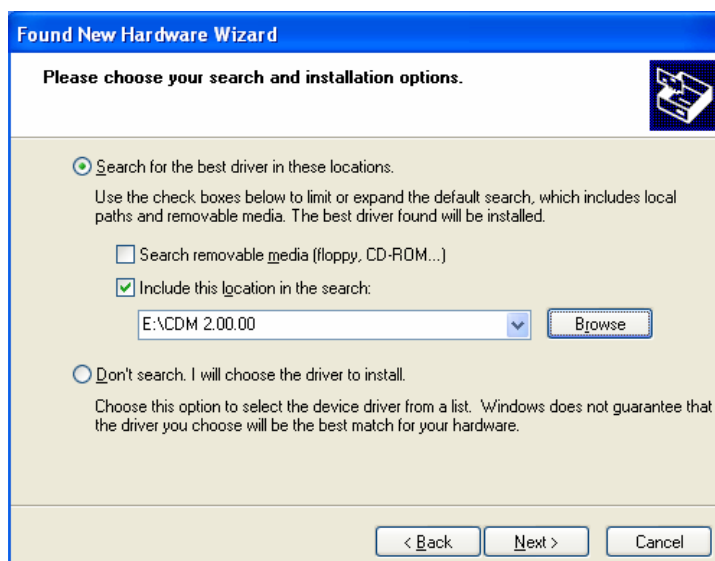 Found New Hardware Wizard
Please choose your search and installation options.
Search for the best driver in these locations.
Use the check boxes below to limit or expand the default search, which includes local
paths and removable media. The best driver found will be installed.
Search removable media (floppy, CD-ROM...)
Include this location in the search:
E:\CDM 2.00.00
Browse
Don't search. I will choose the driver to install.
Choose this option to select the device driver from a list. Windows does not guarantee that
the driver you choose will be the best match for your hardware.
< Back
Next >
Cancel